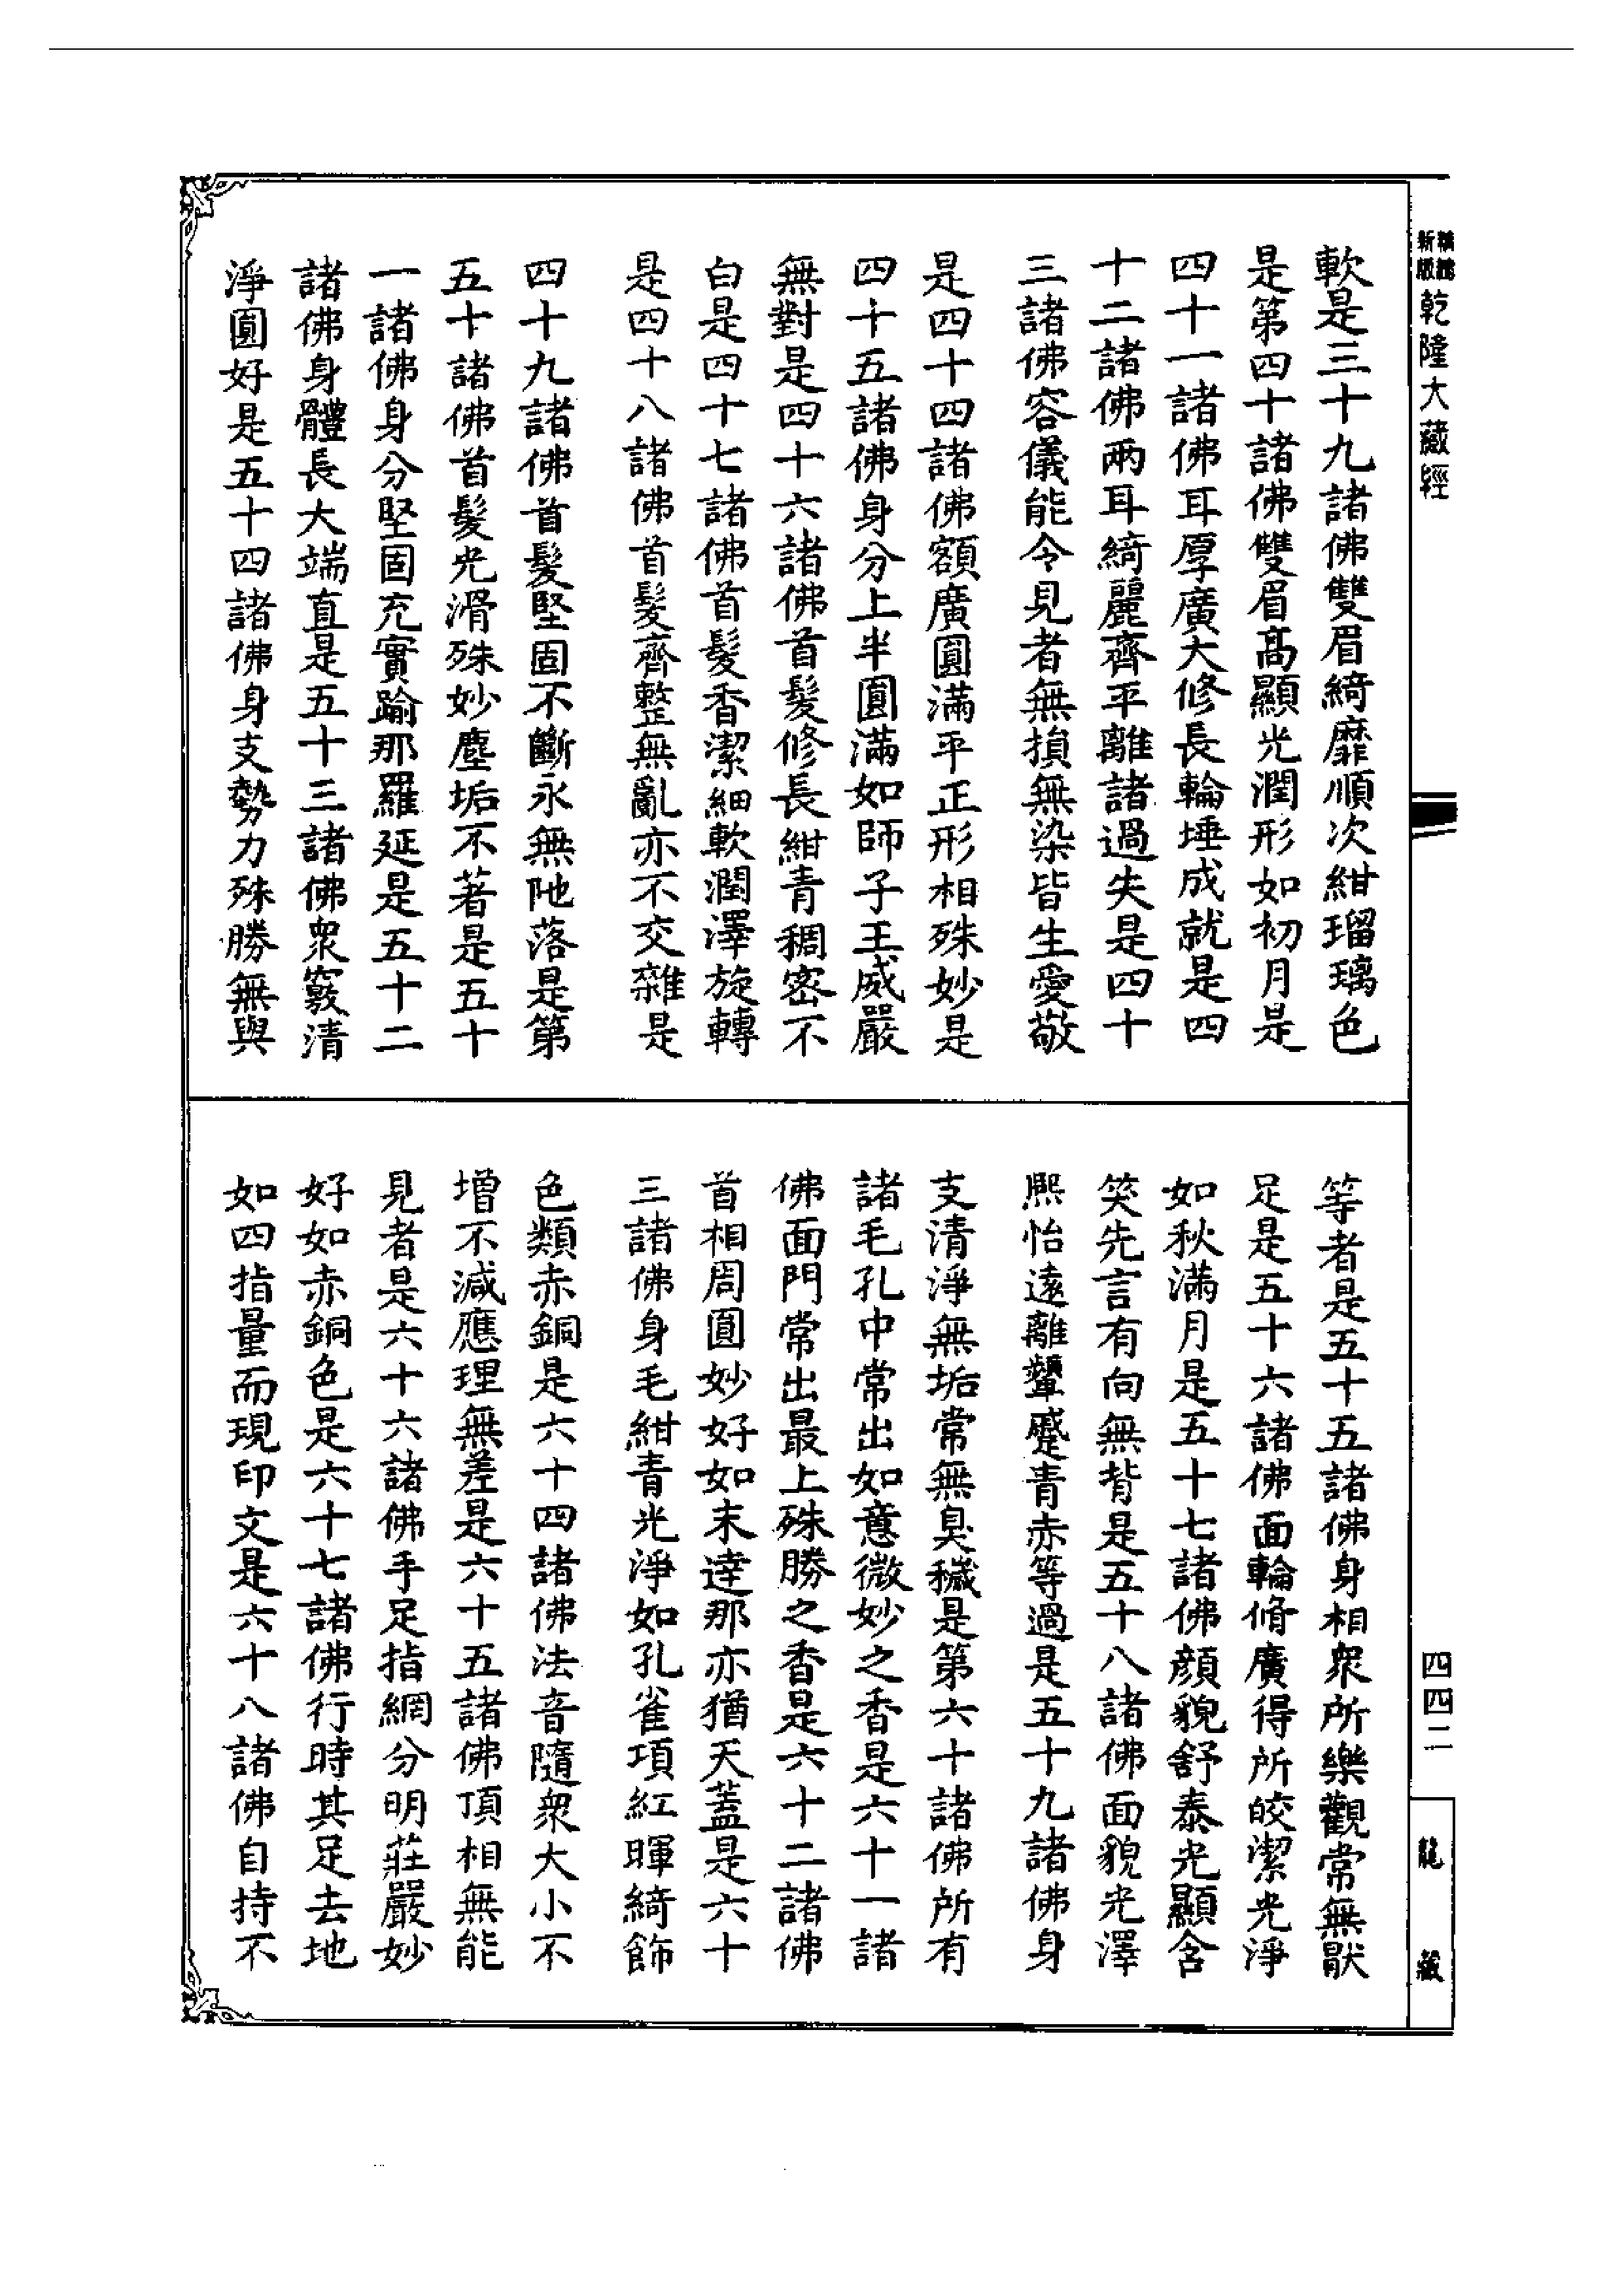 新版
乾隆大藏經
軟是三十九諸佛雙眉綺靡順次紺瑠璃色
是第四十諸佛雙眉高顯光潤形如初月是
四十一諸佛耳厚廣大修長輪埵成就是四
十二諸佛兩耳綺麗齊平離諸過失是四十
三諸佛容儀能令見者無損無染皆生愛敬
是四十四諸佛額廣圓滿平正形相殊妙是
四十五諸佛身分上半圓滿如師子王威嚴
無對是四十六諸佛首髮修長紺青稠密不
白是四十七諸佛首髮香潔細軟潤澤旋轉
是四十八諸佛首髮齊整無亂亦不交雜是
四十九諸佛首髮堅固不斷永無阤落是第
五十諸佛首髮光滑殊妙塵垢不著是五十
一諸佛身分堅固充實踰那羅延是五十二
諸佛身體長大端直是五十三諸佛衆竅清
淨圓好是五十四諸佛身支勢力殊勝無與
等者是五十五諸佛身相衆所樂觀常無厭
足是五十六諸佛面輪脩廣得所皎潔光淨
如秋滿月是五十七諸佛顏貌舒泰光顯含
笑先言有向無背是五十八諸佛面貌光澤
熙怡遠離顰蹙青赤等過是五十九諸佛身
支清淨無垢常無臭穢是第六十諸佛所有
諸毛孔中常出如意微妙之香是六十一諸
佛面門常出最上殊勝之香是六十二諸佛
首相周圓妙好如末達那亦猶天蓋是六十
三諸佛身毛紺青光淨如孔雀項紅暉綺飾
色類赤銅是六十四諸佛法音隨衆大小不
增不減應理無差是六十五諸佛頂相無能
見者是六十六諸佛手足指網分明莊嚴妙
好如赤銅色是六十七諸佛行時其足去地
如四指量而現印文是六十八諸佛自持不
四四二
龍藏